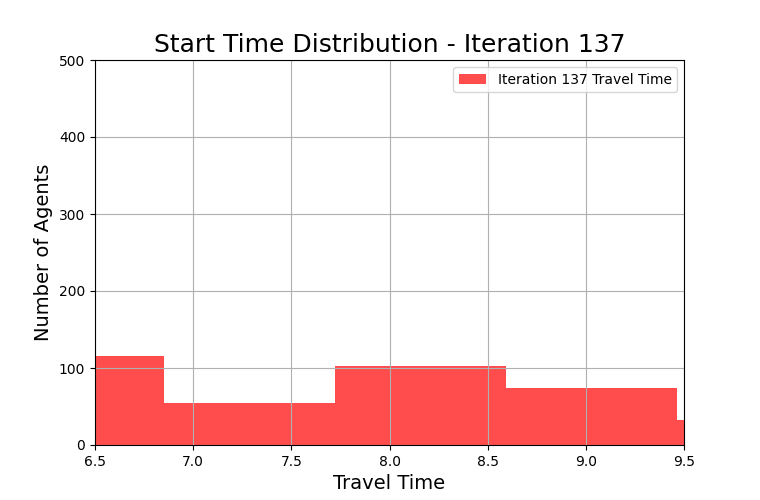 Start Time Distribution - Iteration 137
Iteration 137 Travel Time
Number of Agents
500
400
300
200
100
0
6.5 7.0 7.5 8.0 8.5 9.0 9.5
Travel Time